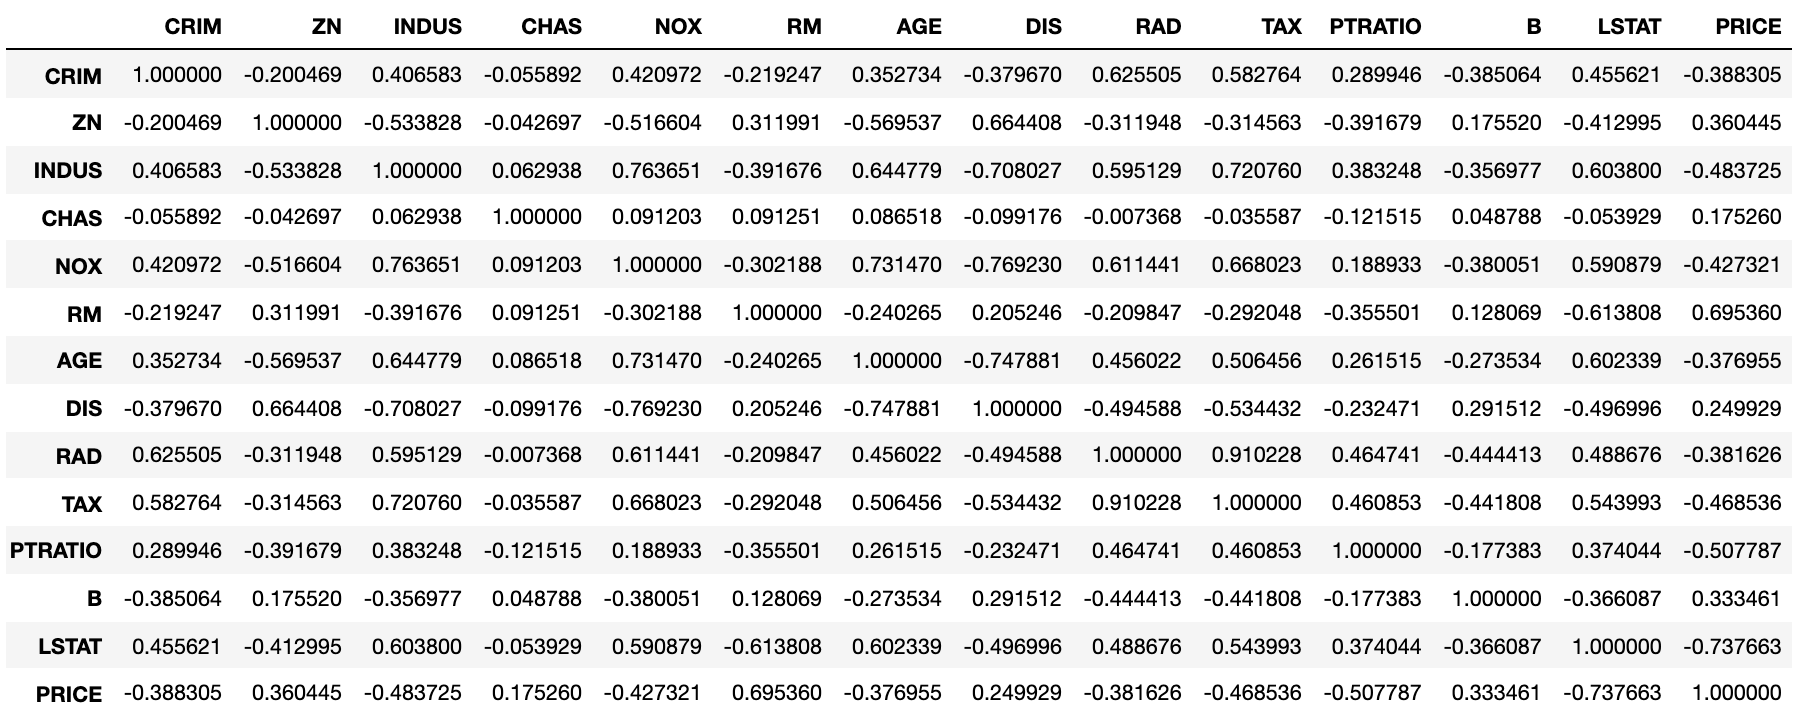 CRIM ZN INDUS CHAS NOX RM AGE DIS RAD TAX PTRATIO B LSTAT PRICE
CRIM 1.000000 -0.200469 0.406583 -0.055892 0.420972 -0.219247 0.352734 -0.379670 0.625505 0.582764 0.289946 -0.385064 0.455621 -0.388305
ZN -0.200469 1.000000 -0.533828 -0.042697 -0.516604 0.311991 -0.569537 0.664408 -0.311948 -0.314563 -0.391679 0.175520 -0.412995 0.360445
INDUS 0.406583 -0.533828 1.000000 0.062938 0.763651 -0.391676 0.644779 -0.708027 0.595129 0.720760 0.383248 -0.356977 0.603800 -0.483725
CHAS -0.055892 -0.042697 0.062938 1.000000 0.091203 0.091251 0.086518 -0.099176 -0.007368 -0.035587 -0.121515 0.048788 -0.053929 0.175260
NOX 0.420972 -0.516604 0.763651 0.091203 1.000000 -0.302188 0.731470 -0.769230 0.611441 0.668023 0.188933 -0.380051 0.590879 -0.427321
RM -0.219247 0.311991 -0.391676 0.091251 -0.302188 1.000000 -0.240265 0.205246 -0.209847 -0.292048 -0.355501 0.128069 -0.613808 0.695360
AGE 0.352734 -0.569537 0.644779 0.086518 0.731470 -0.240265 1.000000 -0.747881 0.456022 0.506456 0.261515 -0.273534 0.602339 -0.376955
DIS -0.379670 0.664408 -0.708027 -0.099176 -0.769230 0.205246 -0.747881 1.000000 -0.494588 -0.534432 -0.232471 0.291512 -0.496996 0.249929
RAD 0.625505 -0.311948 0.595129 -0.007368 0.611441 -0.209847 0.456022 -0.494588 1.000000 0.910228 0.464741 -0.444413 0.488676 -0.381626
TAX 0.582764 -0.314563 0.720760 -0.035587 0.668023 -0.292048 0.506456 -0.534432 0.910228 1.000000 0.460853 -0.441808 0.543993 -0.468536
PTRATIO 0.289946 -0.391679 0.383248 -0.121515 0.188933 -0.355501 0.261515 -0.232471 0.464741 0.460853 1.000000 -0.177383 0.374044 -0.507787
B -0.385064 0.175520 -0.356977 0.048788 -0.380051 0.128069 -0.273534 0.291512 -0.444413 -0.441808 -0.177383 1.000000 -0.366087 0.333461
LSTAT 0.455621 -0.412995 0.603800 -0.053929 0.590879 -0.613808 0.602339 -0.496996 0.488676 0.543993 0.374044 -0.366087 1.000000 -0.737663
PRICE -0.388305 0.360445 -0.483725 0.175260 -0.427321 0.695360 -0.376955 0.249929 -0.381626 -0.468536 -0.507787 0.333461 -0.737663 1.000000